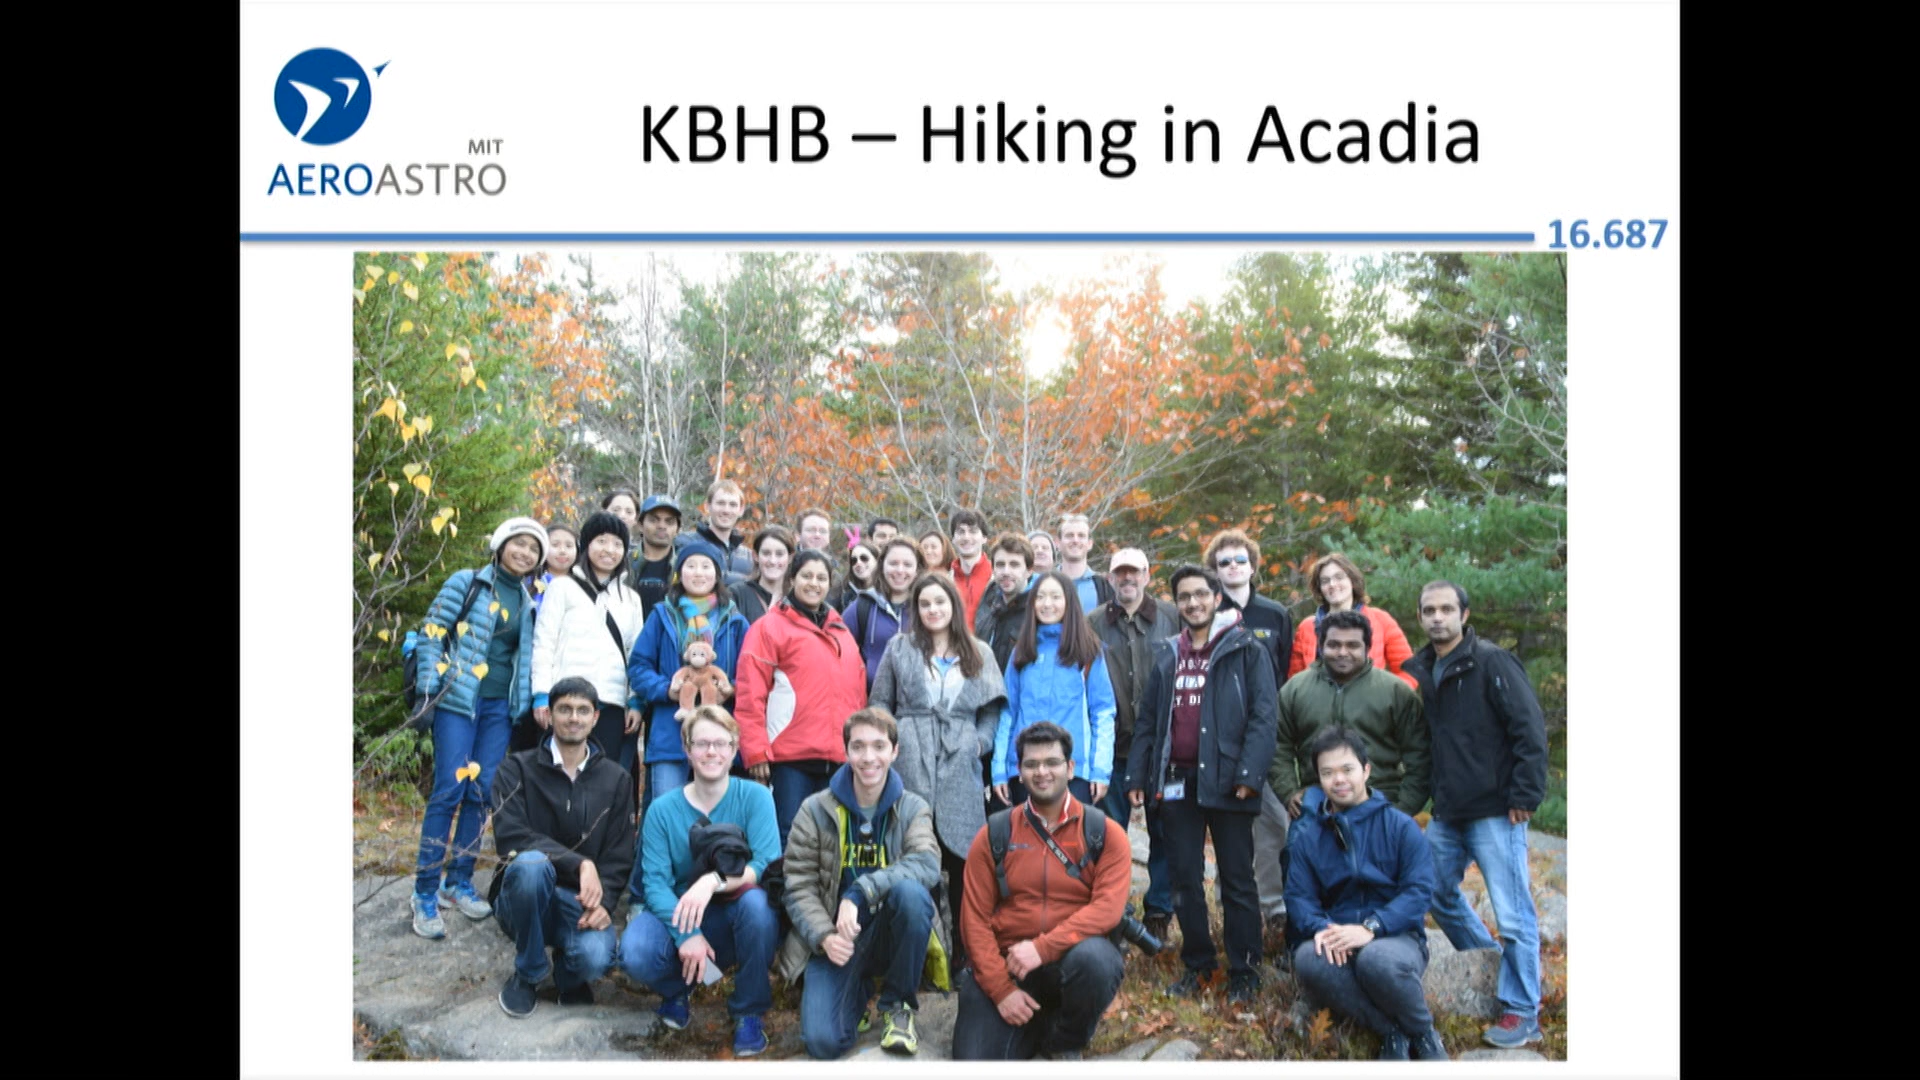 MIT
AEROASTRO
KBHB – Hiking in Acadia
16.687